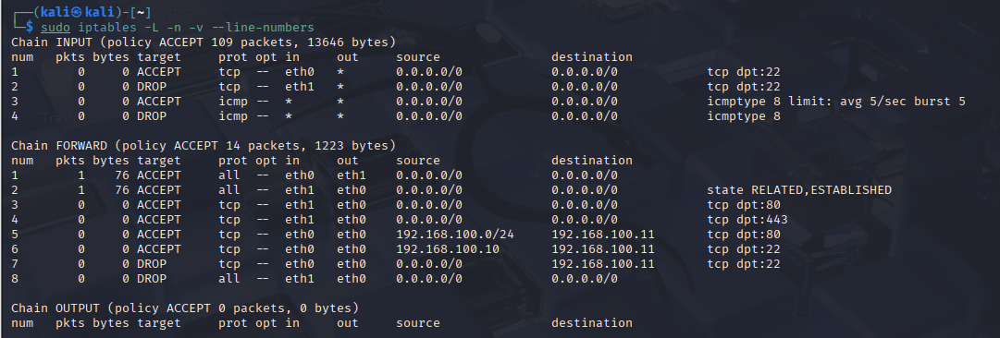 ┌──(kali㉿kali)-[~]
└─$ sudo iptables -L -n -v --line-numbers
Chain INPUT (policy ACCEPT 109 packets, 13646 bytes)
num   pkts bytes target     prot opt in     out     source               destination
1        0     0 ACCEPT     tcp  --  eth0   *       0.0.0.0/0            0.0.0.0/0            tcp dpt:22
2        0     0 DROP       tcp  --  eth1   *       0.0.0.0/0            0.0.0.0/0            tcp dpt:22
3        0     0 ACCEPT     icmp --  *      *       0.0.0.0/0            0.0.0.0/0            icmptype 8 limit: avg 5/sec burst 5
4        0     0 DROP       icmp --  *      *       0.0.0.0/0            0.0.0.0/0            icmptype 8
Chain FORWARD (policy ACCEPT 14 packets, 1223 bytes)
num   pkts bytes target     prot opt in     out     source               destination
1        1    76 ACCEPT     all  --  eth0   eth1    0.0.0.0/0            0.0.0.0/0
2        1    76 ACCEPT     all  --  eth1   eth0    0.0.0.0/0            0.0.0.0/0            state RELATED,ESTABLISHED
3        0     0 ACCEPT     tcp  --  eth1   eth0    0.0.0.0/0            0.0.0.0/0            tcp dpt:80
4        0     0 ACCEPT     tcp  --  eth1   eth0    0.0.0.0/0            0.0.0.0/0            tcp dpt:443
5        0     0 ACCEPT     tcp  --  eth0   eth0    192.168.100.0/24     192.168.100.11       tcp dpt:80
6        0     0 ACCEPT     tcp  --  eth0   eth0    192.168.100.10       192.168.100.11       tcp dpt:22
7        0     0 DROP       tcp  --  eth0   eth0    0.0.0.0/0            192.168.100.11       tcp dpt:22
8        0     0 DROP       all  --  eth1   eth0    0.0.0.0/0            0.0.0.0/0
Chain OUTPUT (policy ACCEPT 0 packets, 0 bytes)
num   pkts bytes target     prot opt in     out     source               destination